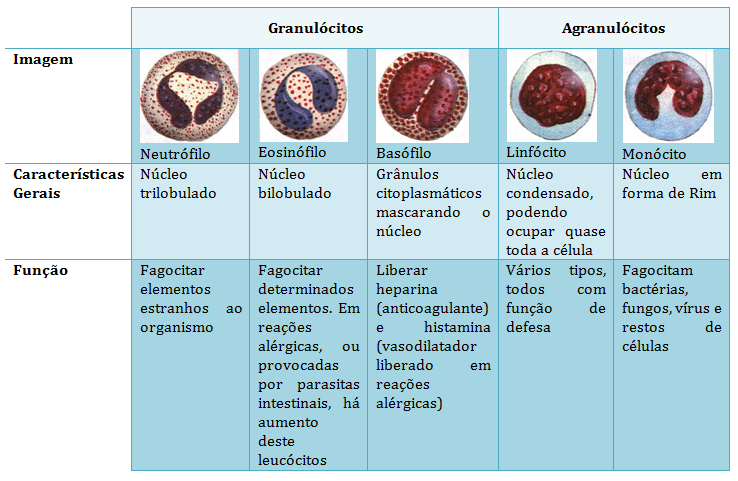 Granulócitos Agranulócitos
Imagem
Neutrófilo Eosinófilo Basófilo Linfócito Monócito
Características
Gerais
Núcleo
trilobulado
Núcleo
bilobulado
Grânulos
citoplasmáticos
mascarando o
núcleo
Núcleo
condensado,
podendo
ocupar quase
toda a célula
Núcleo em
forma de Rim
Função
Fagocitar
elementos
estranhos ao
organismo
Fagocitar
determinados
elementos. Em
reações
alérgicas, ou
provocadas
por parasitas
intestinais, há
aumento
deste
leucócitos
Liberar
heparina
(anticoagulante)
e histamina
(vasodilatador
liberado em
reações
alérgicas)
Vários tipos,
todos com
função de
defesa
Fagocitam
bactérias,
fungos, vírus e
restos de
células